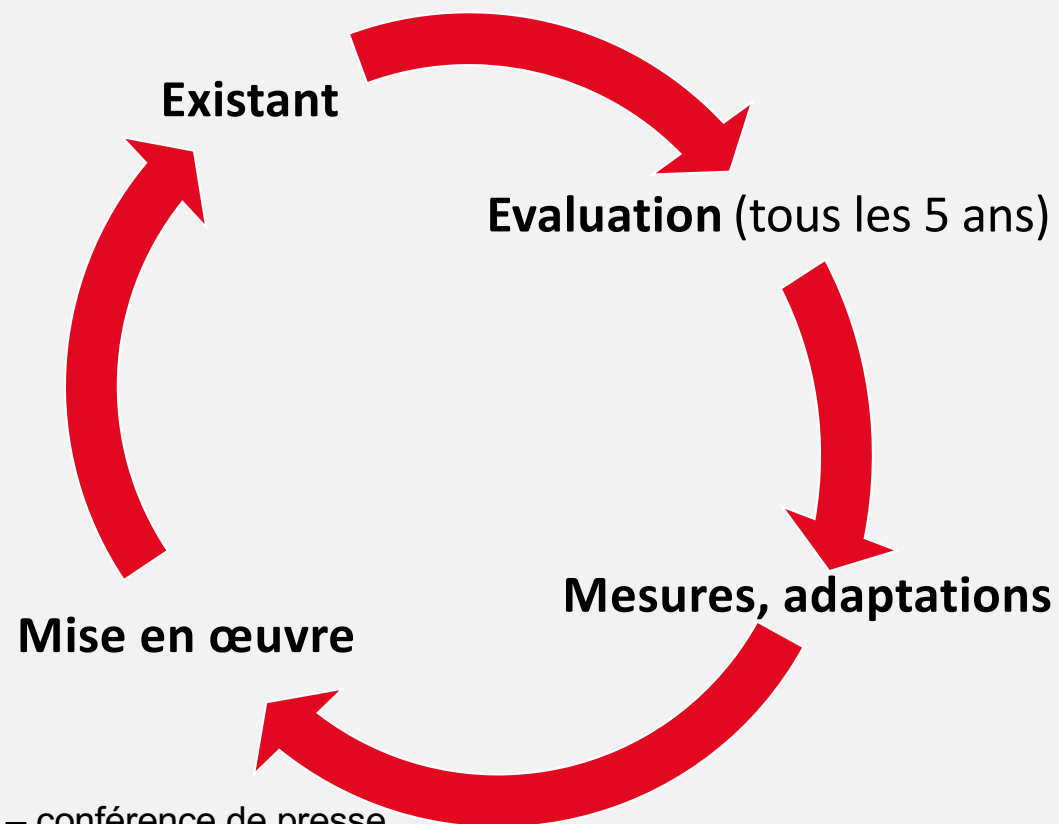 Existant
Evaluation (tous les 5 ans)
Mesures, adaptations
Mise en œuvre
– conférence de presse